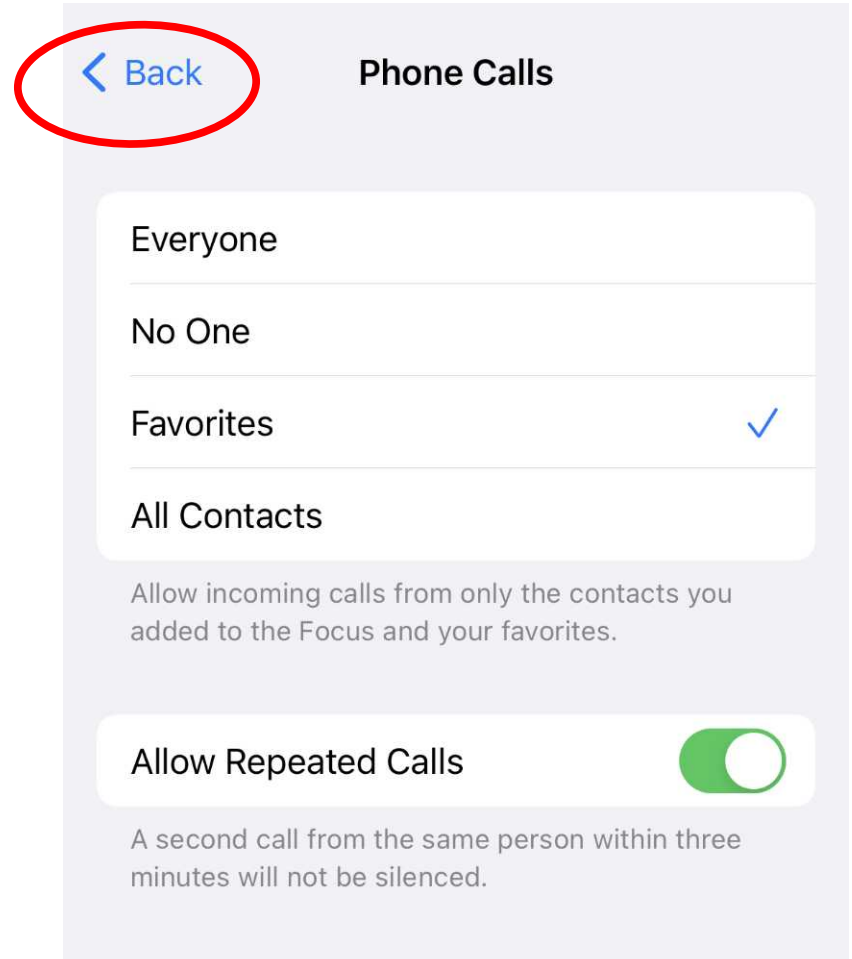 Back Phone Calls
Everyone
No One
Favorites
All Contacts
Allow incoming calls from only the contacts you
added to the Focus and your favorites.
Allow Repeated Calls
A second call from the same person within three
minutes will not be silenced.